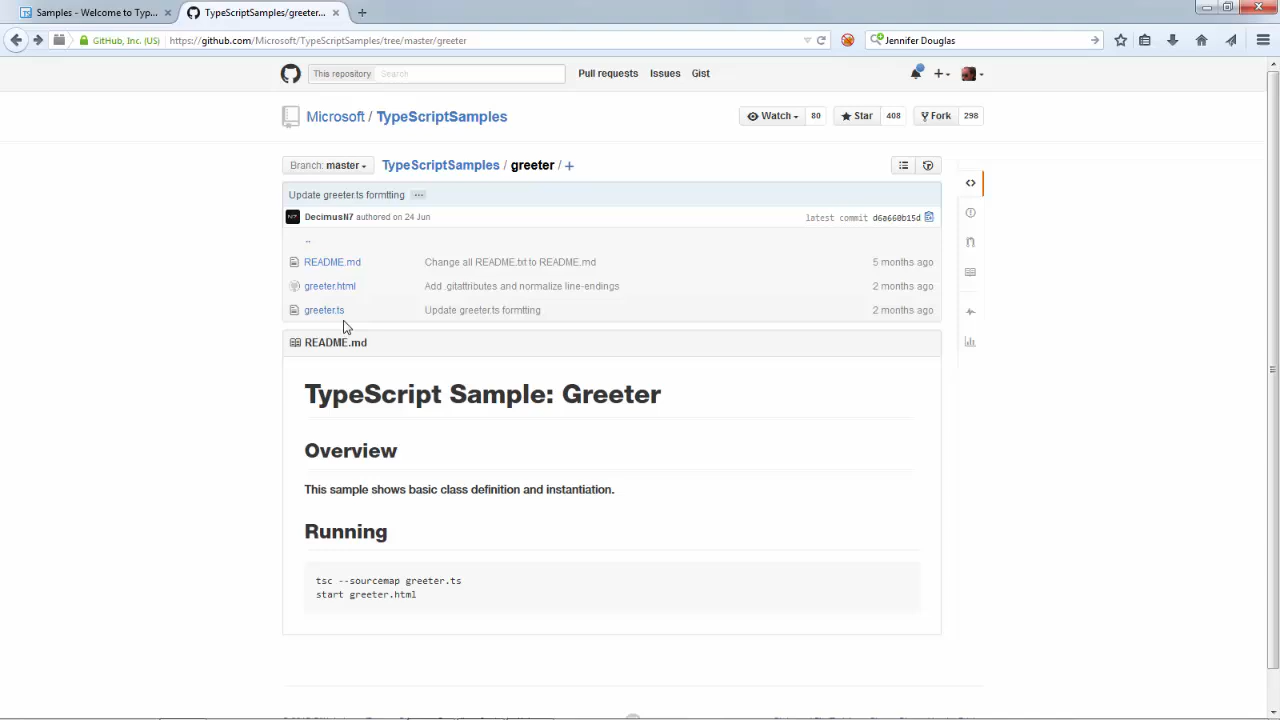 Samples - Welcome to Typ... × TypeScriptSamples/greeter... × +
GitHub, Inc. (US) https://github.com/Microsoft/TypeScriptSamples/tree/master/greeter Jennifer Douglas
This repository Search Pull requests Issues Gist
Microsoft / TypeScriptSamples Watch 80 Star 408 Fork 298
Branch: master TypeScriptSamples / greeter / +
Update greeter.ts formtting ...
N7 DecimusN7 authored on 24 Jun latest commit d6a660b15d
..
README.md Change all README.txt to README.md 5 months ago
greeter.html Add .gitattributes and normalize line-endings 2 months ago
greeter.ts Update greeter.ts formtting 2 months ago
README.md
TypeScript Sample: Greeter
Overview
This sample shows basic class definition and instantiation.
Running
tsc --sourcemap greeter.ts
start greeter.html